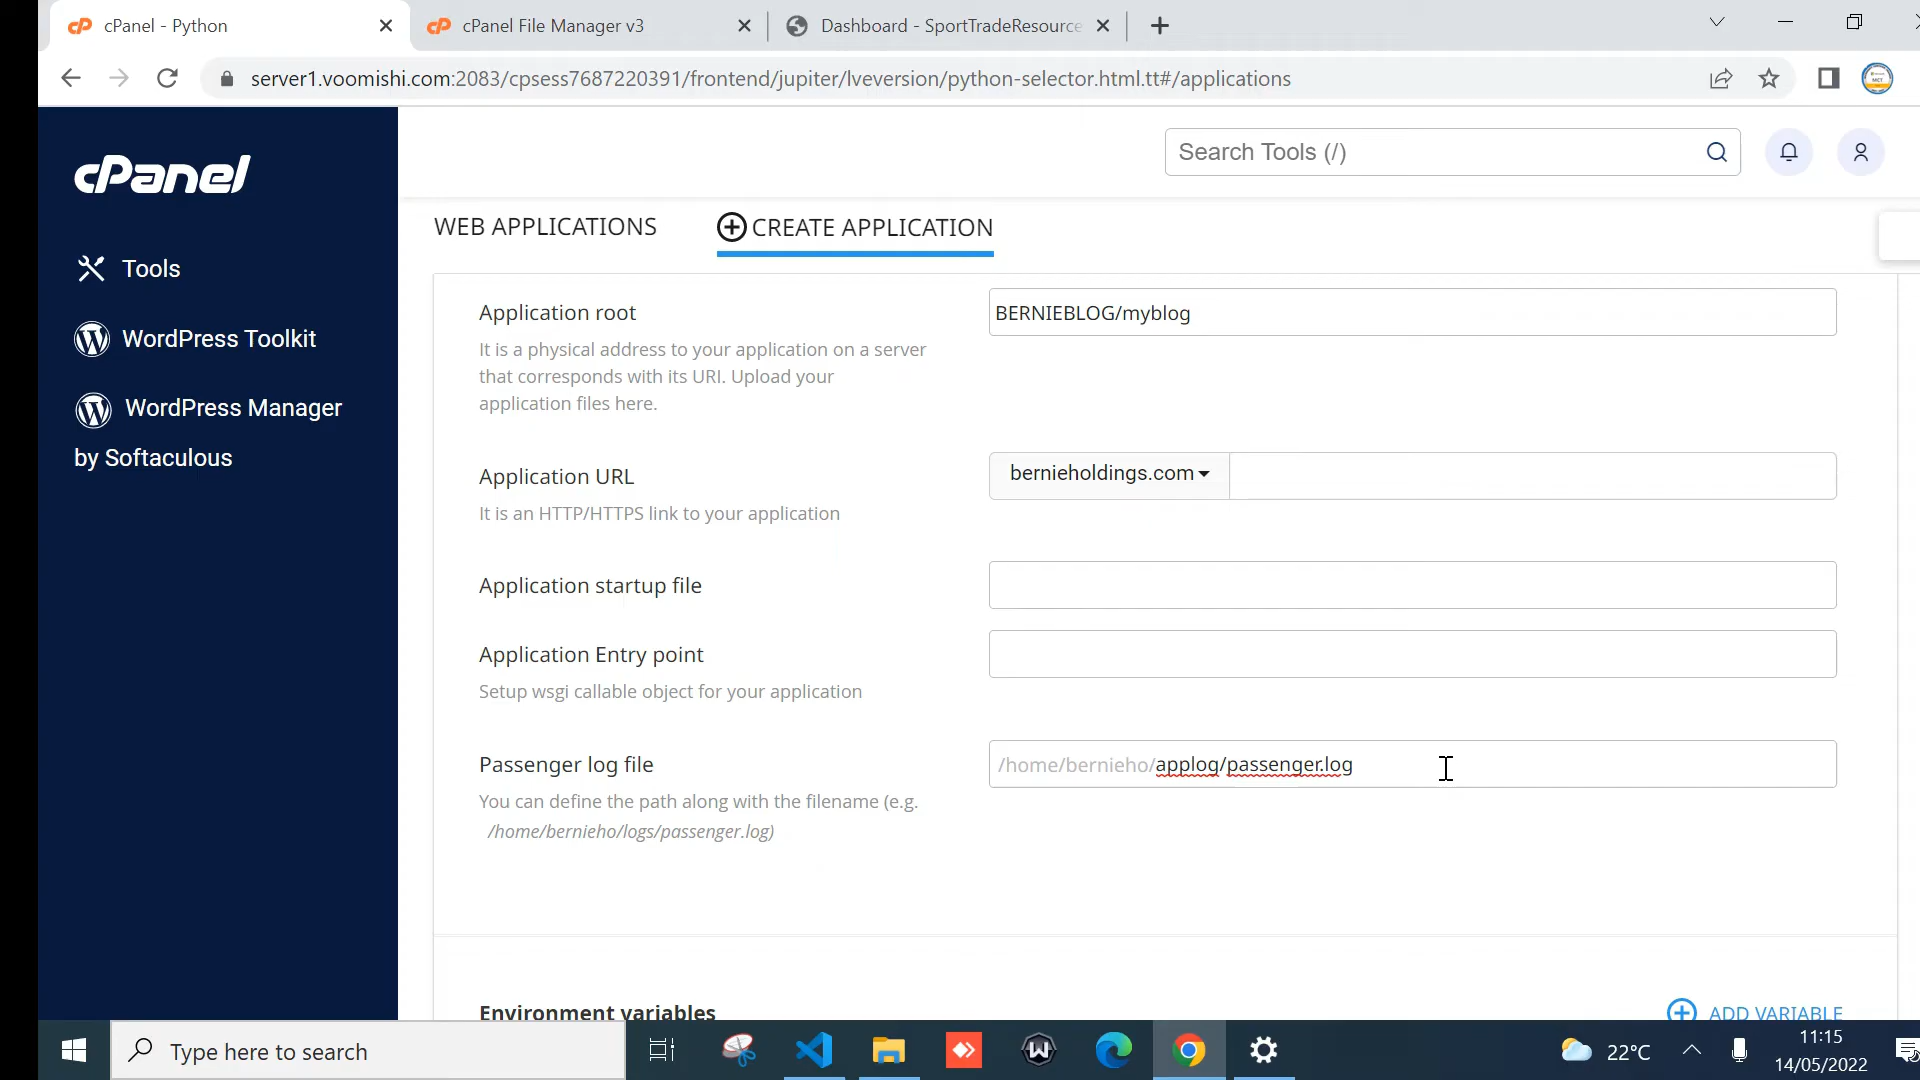 cPanel - Python
cPanel File Manager v3
Dashboard - SportTradeResource
server1.voomishi.com:2083/cpsess7687220391/frontend/jupiter/lveversion/python-selector.html.tt#/applications
cPanel
Search Tools (/)
WEB APPLICATIONS
CREATE APPLICATION
Tools
WordPress Toolkit
WordPress Manager
by Softaculous
Application root
BERNIEBLOG/myblog
It is a physical address to your application on a server
that corresponds with its URI. Upload your
application files here.
Application URL
bernieholdings.com
It is an HTTP/HTTPS link to your application
Application startup file
Application Entry point
Setup wsgi callable object for your application
Passenger log file
/home/bernieho/applog/passenger.log
You can define the path along with the filename (e.g.
/home/bernieho/logs/passenger.log)
Environment variables
ADD VARIABLE
Type here to search
22°C
11:15
14/05/2022